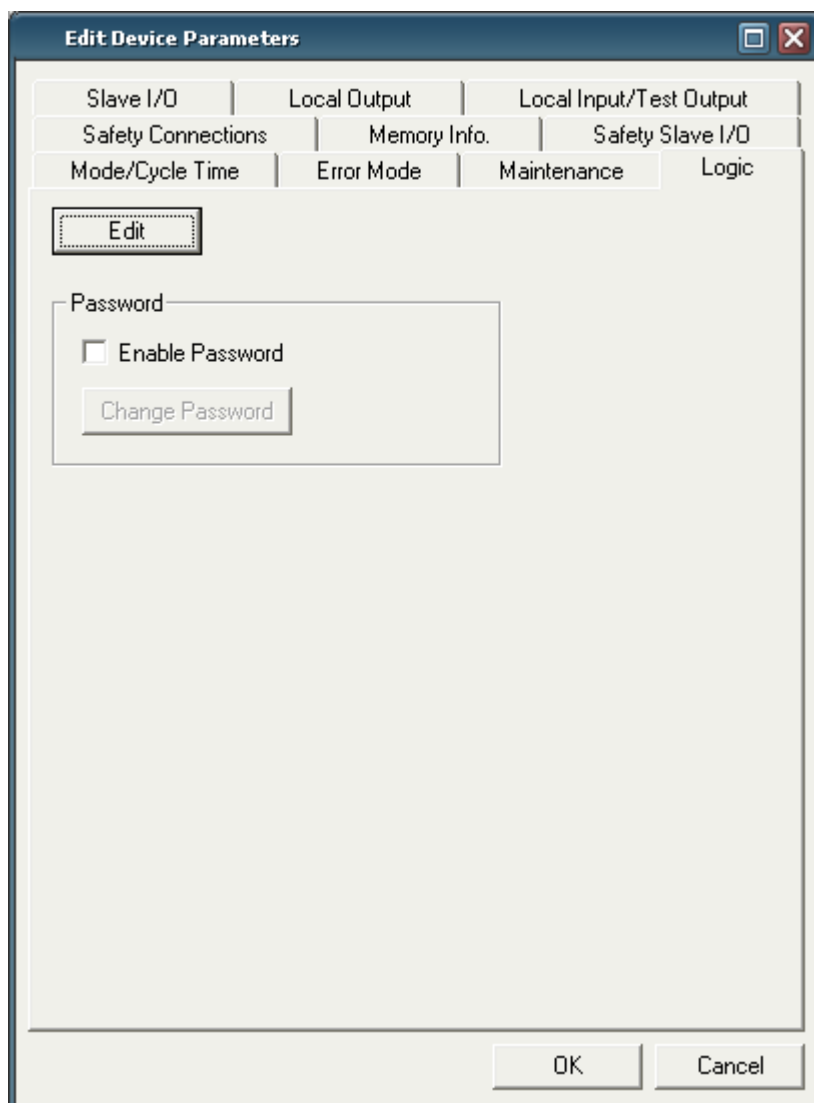 Edit Device Parameters
Slave I/O Local Output Local Input/Test Output
Safety Connections Memory Info. Safety Slave I/O
Mode/Cycle Time Error Mode Maintenance Logic
Edit
Password
Enable Password
Change Password
OK Cancel